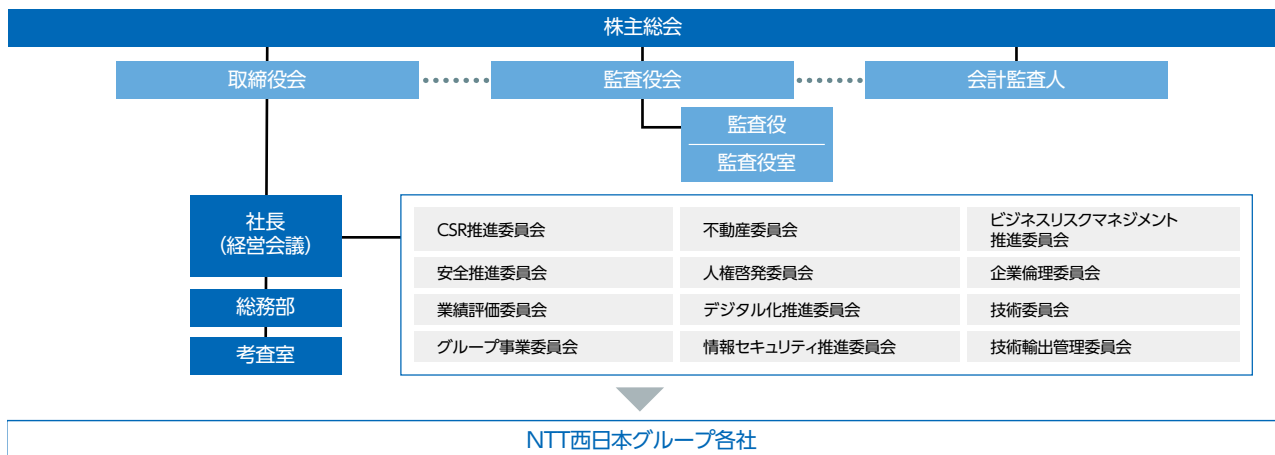 株主総会
取締役会
監査役会
会計監査人
監査役
監査役室
社長
(経営会議)
総務部
考査室
CSR推進委員会
不動産委員会
ビジネスリスクマネジメント
推進委員会
安全推進委員会
人権啓発委員会
企業倫理委員会
業績評価委員会
デジタル化推進委員会
技術委員会
グループ事業委員会
情報セキュリティ推進委員会
技術輸出管理委員会
NTT西日本グループ各社